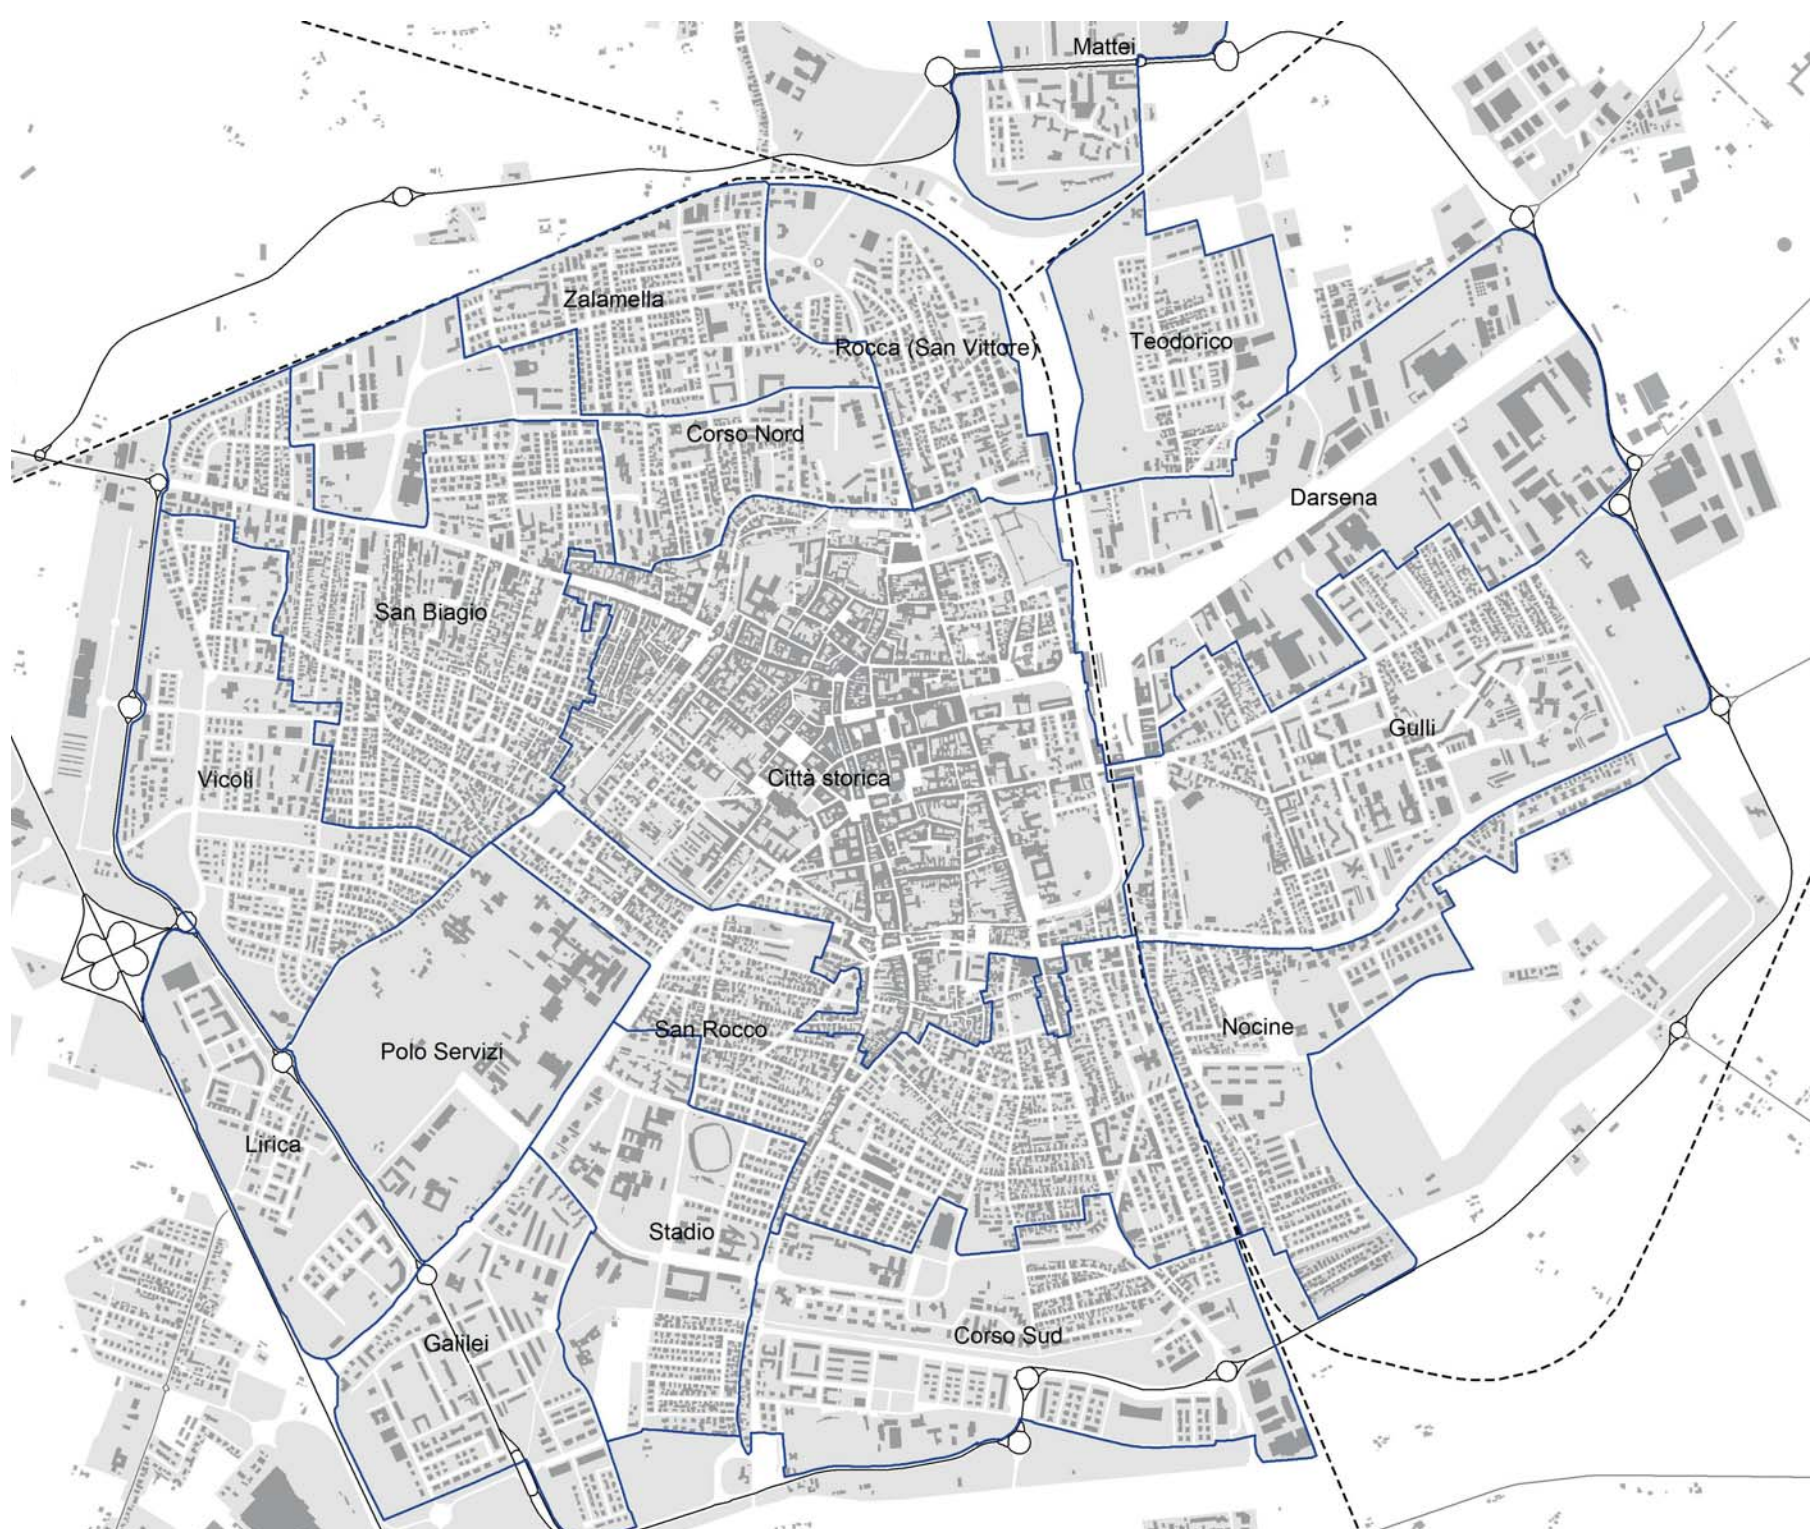 Mattei
Zalamella
Rocca (San Vittore)
Teodorico
Corso Nord
Darsena
San Biagio
Gulli
Vicoli
Città storica
San Rocco
Nocine
Polo Servizi
Lirica
Stadio
Galilei
Corso Sud